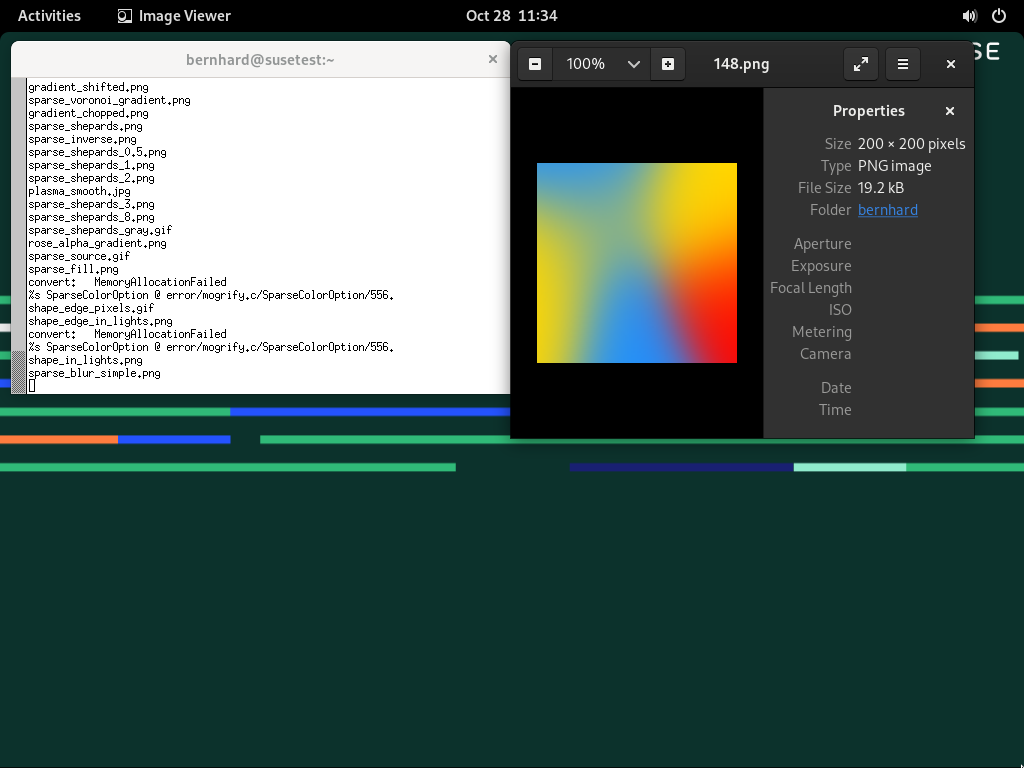 Activities
Image Viewer
Oct 28 11:34
bernhard@susetest:~
gradient_shifted.png
sparse_voronoi_gradient.png
gradient_chopped.png
sparse_shepards.png
sparse_inverse.png
sparse_shepards_0.5.png
sparse_shepards_1.png
sparse_shepards_2.png
plasma_smooth.jpg
sparse_shepards_3.png
sparse_shepards_8.png
sparse_shepards_gray.gif
rose_alpha_gradient.png
sparse_source.gif
sparse_fill.png
convert:   MemoryAllocationFailed
%s SparseColorOption @ error/mogrify.c/SparseColorOption/556.
shape_edge_pixels.gif
shape_edge_in_lights.png
convert:   MemoryAllocationFailed
%s SparseColorOption @ error/mogrify.c/SparseColorOption/556.
shape_in_lights.png
sparse_blur_simple.png
100%
148.png
Properties
Size 200 × 200 pixels
Type PNG image
File Size 19.2 kB
Folder bernhard
Aperture
Exposure
Focal Length
ISO
Metering
Camera
Date
Time
SE